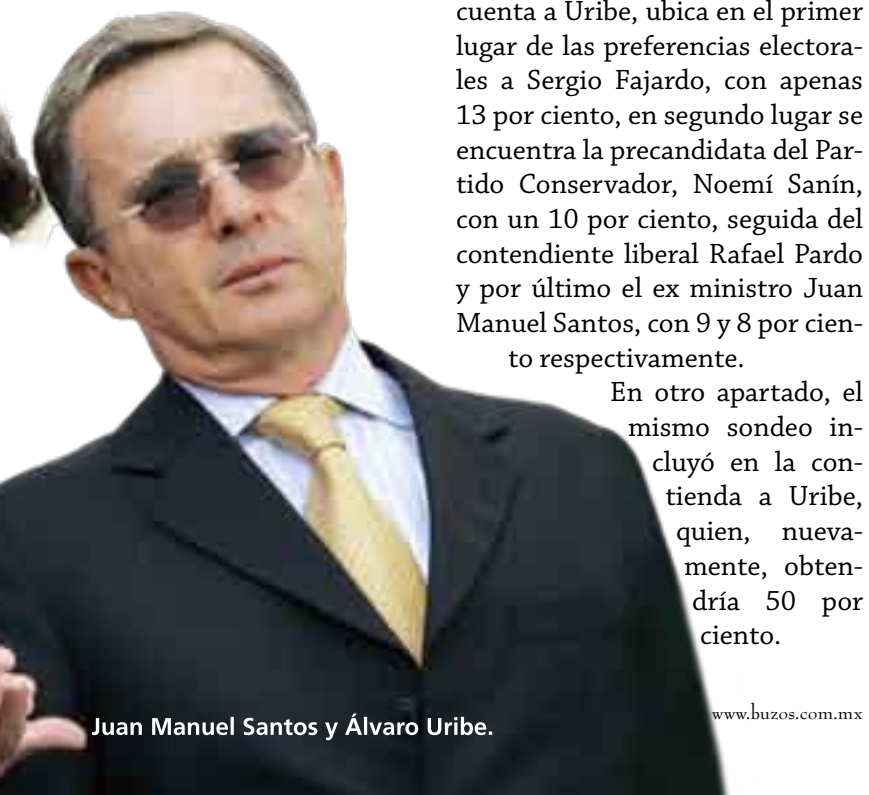 cuenta a Uribe, ubica en el primer
lugar de las preferencias electora-
les a Sergio Fajardo, con apenas
13 por ciento, en segundo lugar se
encuentra la precandidata del Par-
tido Conservador, Noemí Sanín,
con un 10 por ciento, seguida del
contendiente liberal Rafael Pardo
y por último el ex ministro Juan
Manuel Santos, con 9 y 8 por cien-
to respectivamente.
En otro apartado, el
mismo sondeo in-
cluyó en la con-
tienda a Uribe,
quien, nueva-
mente, obten-
dría 50 por
ciento.
www.buzos.com.mx
Juan Manuel Santos y Álvaro Uribe.